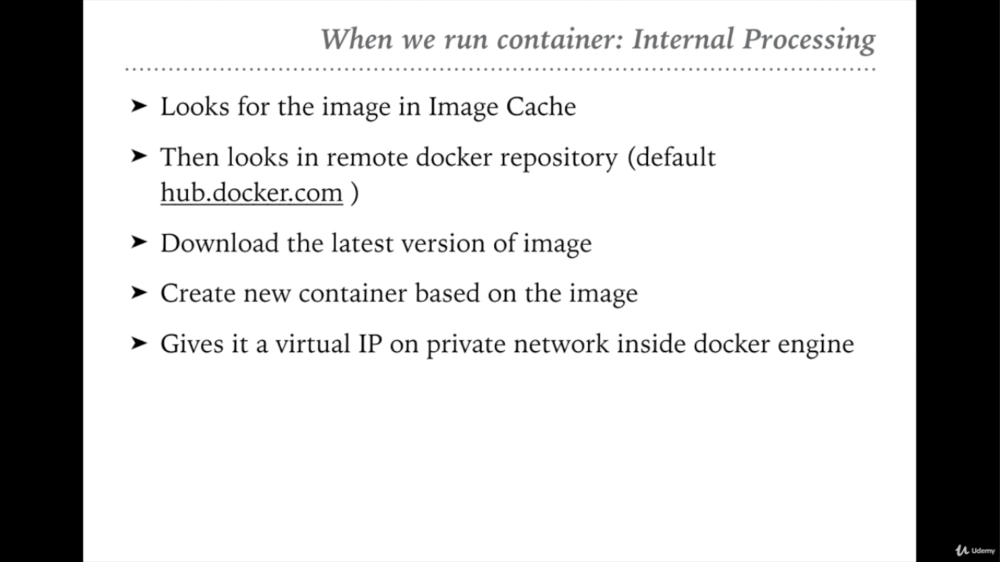 When we run container: Internal Processing
➤ Looks for the image in Image Cache
➤ Then looks in remote docker repository (default
hub.docker.com )
➤ Download the latest version of image
➤ Create new container based on the image
➤ Gives it a virtual IP on private network inside docker engine
Udemy